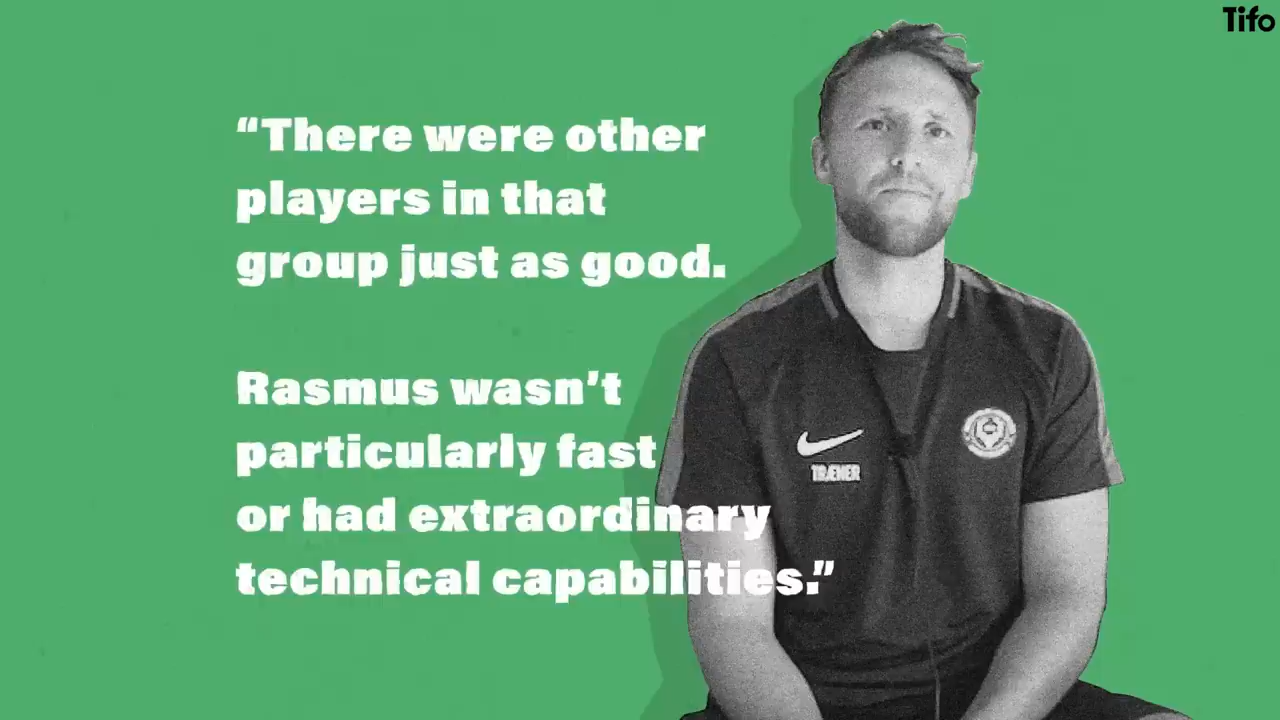 Tifo
“There were other
players in that
group just as good.
Rasmus wasn’t
particularly fast
or had extraordinary
technical capabilities.”
TRÆNER